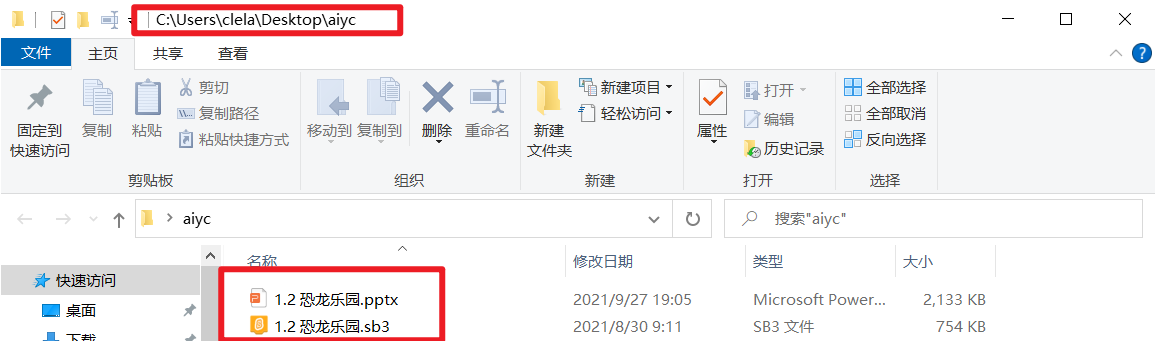 C:\Users\clela\Desktop\aiyc
文件 主页 共享 查看
固定到
快速访问
复制
粘贴
剪切
复制路径
粘贴快捷方式
移动到
复制到
删除
重命名
新建
文件夹
新建项目
轻松访问
属性
打开
编辑
历史记录
全部选择
全部取消
反向选择
剪贴板 组织 新建 打开 选择
aiyc
搜索"aiyc"
名称 修改日期 类型 大小
快速访问
1.2 恐龙乐园.pptx 2021/9/27 19:05 Microsoft Power... 2,133 KB
桌面
1.2 恐龙乐园.sb3 2021/8/30 9:11 SB3 文件 754 KB
下载